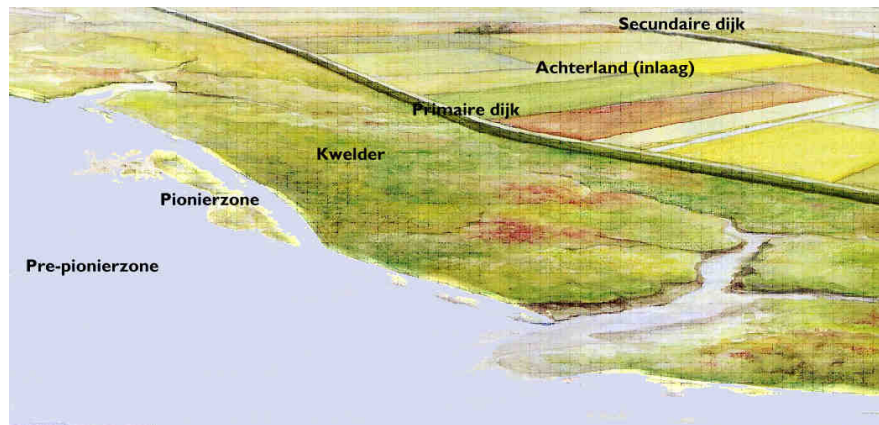 Secundaire dijk
Achterland (inlaag)
Primaire dijk
Kwelder
Pionierzone
Pre-pionierzone